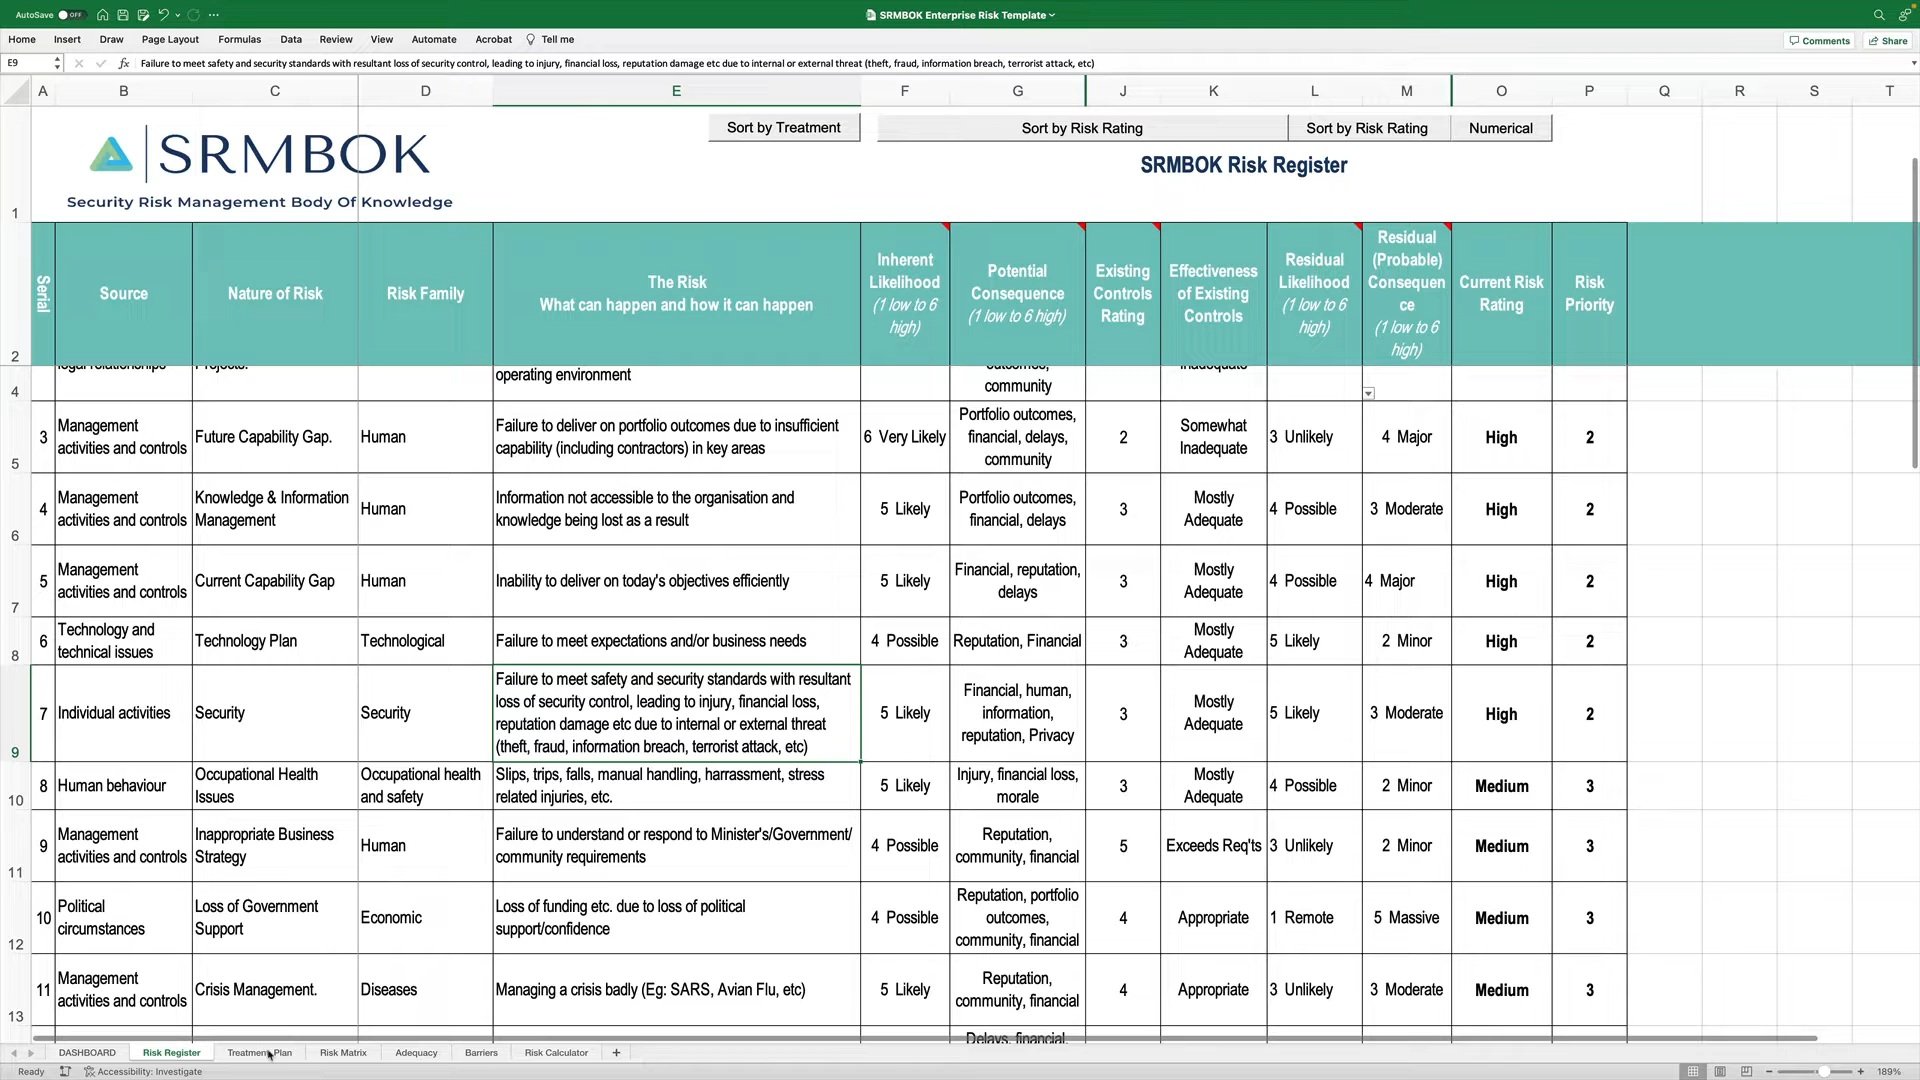 AutoSave OFF
SRMBOK Enterprise Risk Template
Home Insert Draw Page Layout Formulas Data Review View Automate Acrobat Tell me
Comments Share
E9 fx Failure to meet safety and security standards with resultant loss of security control, leading to injury, financial loss, reputation damage etc due to internal or external threat (theft, fraud, information breach, terrorist attack, etc)
A B C D E F G J K L M O P Q R S T
Sort by Treatment Sort by Risk Rating Sort by Risk Rating Numerical
SRMBOK
Security Risk Management Body Of Knowledge
SRMBOK Risk Register
1
Serial
Source
Nature of Risk
Risk Family
The Risk
What can happen and how it can happen
Inherent
Likelihood
(1 low to 6
high)
Potential
Consequence
(1 low to 6 high)
Existing
Controls
Rating
Effectiveness
of Existing
Controls
Residual
Likelihood
(1 low to 6
high)
Residual
(Probable)
Consequen
ce
(1 low to 6
high)
Current Risk
Rating
Risk
Priority
2
legal relationships
Projects.
operating environment
outcomes,
community
Inadequate
4
3
Management
activities and controls
Future Capability Gap.
Human
Failure to deliver on portfolio outcomes due to insufficient
capability (including contractors) in key areas
6 Very Likely
Portfolio outcomes,
financial, delays,
community
2
Somewhat
Inadequate
3 Unlikely
4 Major
High
2
5
4
Management
activities and controls
Knowledge & Information
Management
Human
Information not accessible to the organisation and
knowledge being lost as a result
5 Likely
Portfolio outcomes,
financial, delays
3
Mostly
Adequate
4 Possible
3 Moderate
High
2
6
5
Management
activities and controls
Current Capability Gap
Human
Inability to deliver on today's objectives efficiently
5 Likely
Financial, reputation,
delays
3
Mostly
Adequate
4 Possible
4 Major
High
2
7
6
Technology and
technical issues
Technology Plan
Technological
Failure to meet expectations and/or business needs
4 Possible
Reputation, Financial
3
Mostly
Adequate
5 Likely
2 Minor
High
2
8
7
Individual activities
Security
Security
Failure to meet safety and security standards with resultant
loss of security control, leading to injury, financial loss,
reputation damage etc due to internal or external threat
(theft, fraud, information breach, terrorist attack, etc)
5 Likely
Financial, human,
information,
reputation, Privacy
3
Mostly
Adequate
5 Likely
3 Moderate
High
2
9
8
Human behaviour
Occupational Health
Issues
Occupational health
and safety
Slips, trips, falls, manual handling, harrassment, stress
related injuries, etc.
5 Likely
Injury, financial loss,
morale
3
Mostly
Adequate
4 Possible
2 Minor
Medium
3
10
9
Management
activities and controls
Inappropriate Business
Strategy
Human
Failure to understand or respond to Minister's/Government/
community requirements
4 Possible
Reputation,
community, financial
5
Exceeds Req'ts
3 Unlikely
2 Minor
Medium
3
11
10
Political
circumstances
Loss of Government
Support
Economic
Loss of funding etc. due to loss of political
support/confidence
4 Possible
Reputation, portfolio
outcomes,
community, financial
4
Appropriate
1 Remote
5 Massive
Medium
3
12
11
Management
activities and controls
Crisis Management.
Diseases
Managing a crisis badly (Eg: SARS, Avian Flu, etc)
5 Likely
Reputation,
community, financial
4
Appropriate
3 Unlikely
3 Moderate
Medium
3
13
Delays, financial,
DASHBOARD Risk Register Treatment Plan Risk Matrix Adequacy Barriers Risk Calculator +
Ready Accessibility: Investigate 189%